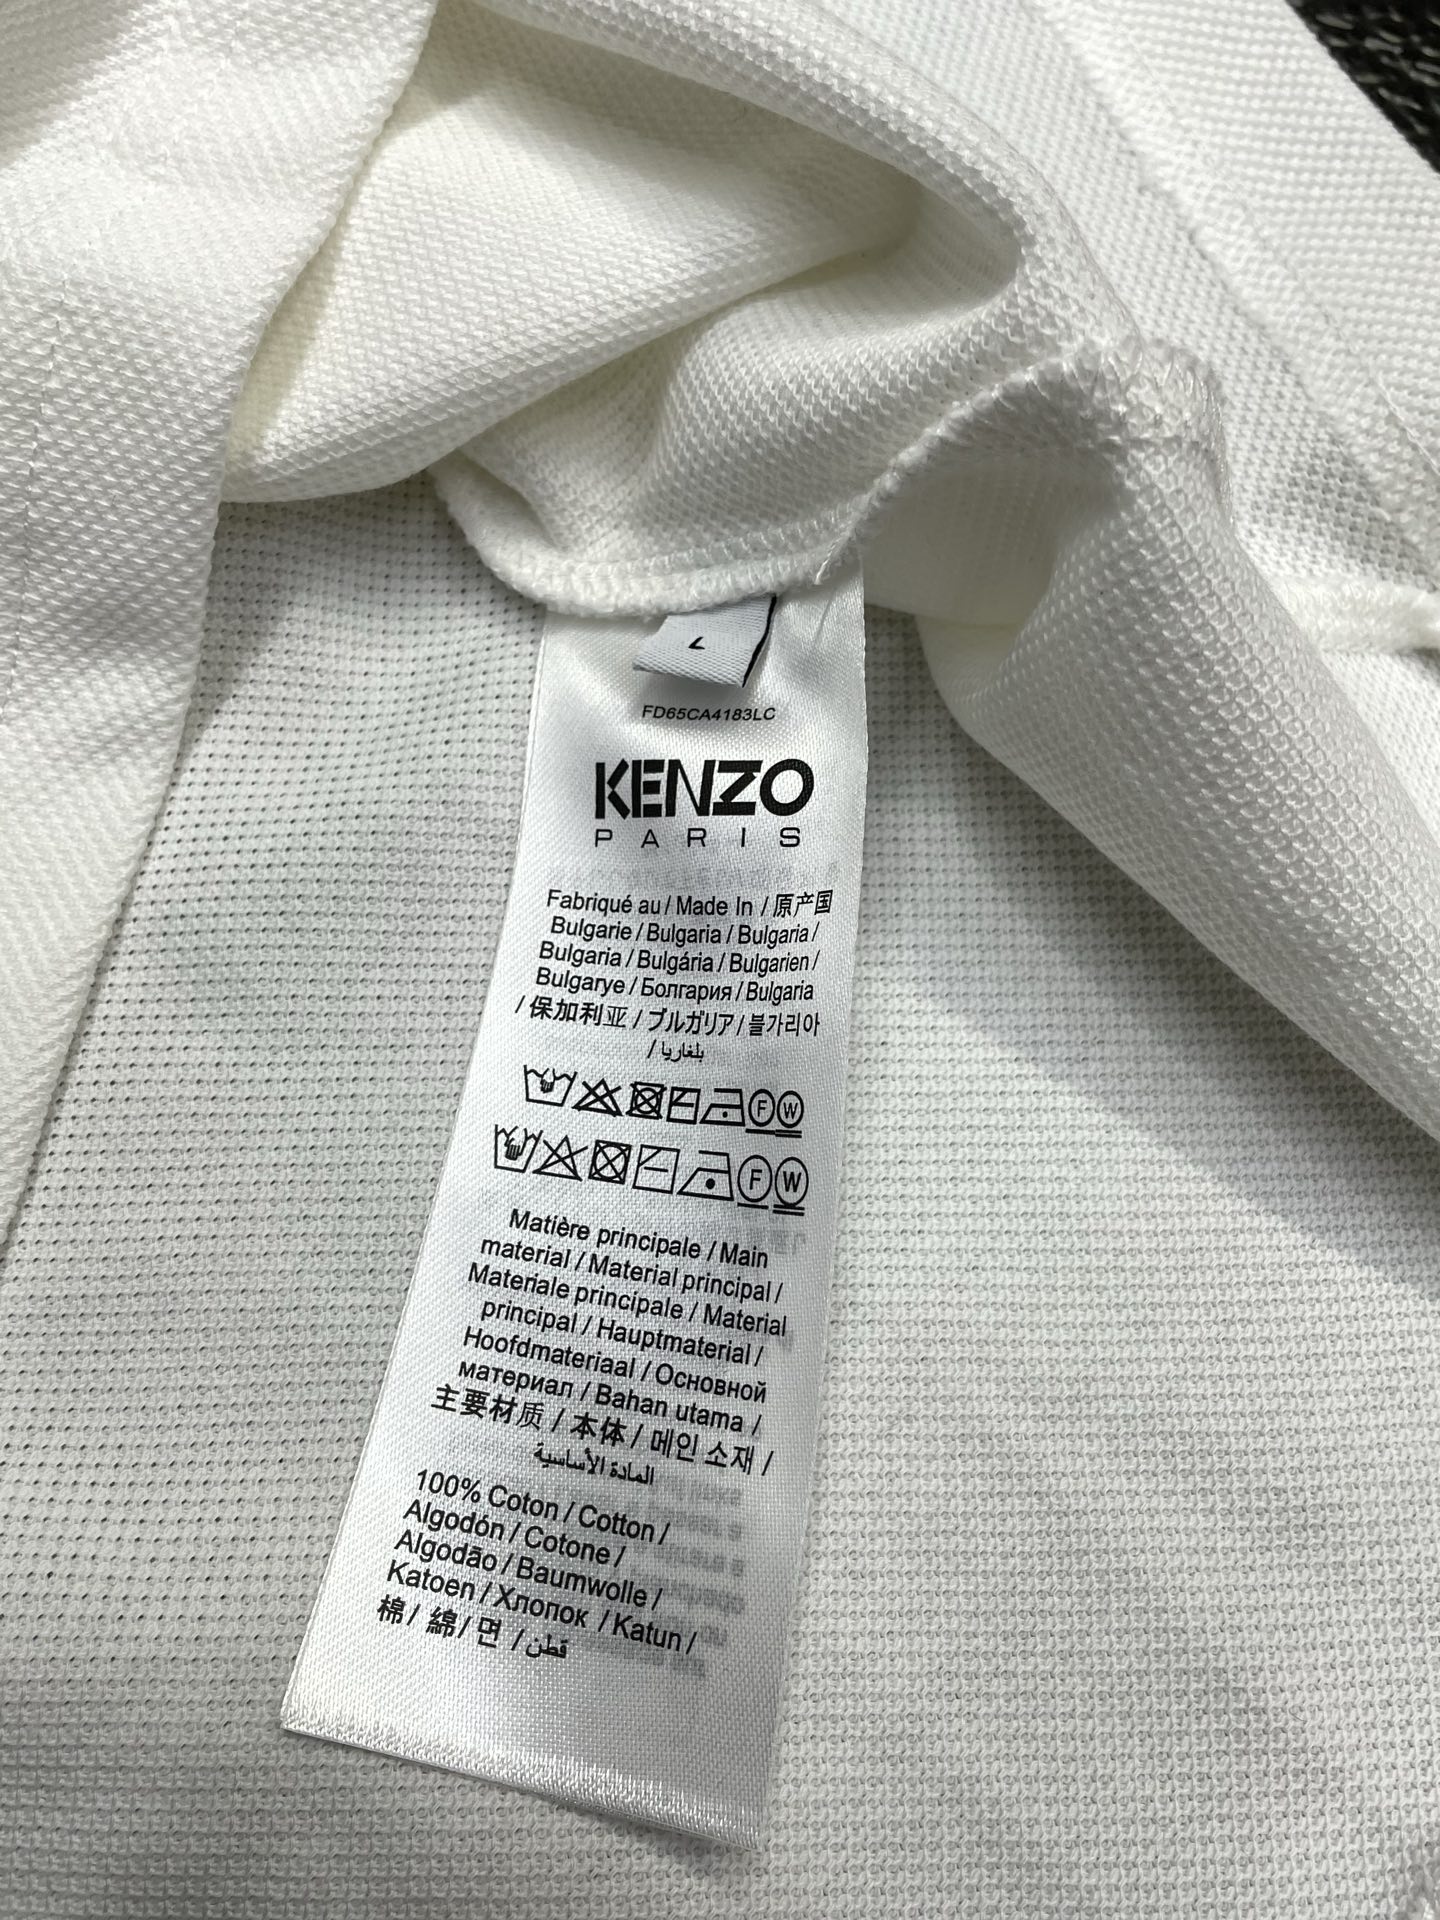 L
FD65CA4183LC
KENZO
PARIS
Fabriqué au / Made In / 原产国
Bulgarie / Bulgaria / Bulgaria /
Bulgaria / Bulgária / Bulgarien /
Bulgarye / Болгария / Bulgaria
/ 保加利亚 / ブルガリア / 불가리아
/ بلغاريا
F W
F W
Matière principale / Main
material / Material principal /
Materiale principale / Material
principal / Hauptmaterial /
Hoofdmateriaal / Основной
материал / Bahan utama /
主要材质 / 本体 / 메인 소재 /
المادة الأساسية
100% Coton / Cotton /
Algodón / Cotone /
Algodão / Baumwolle /
Katoen / Хлопок / Katun /
棉 / 綿 / 면 / قطن